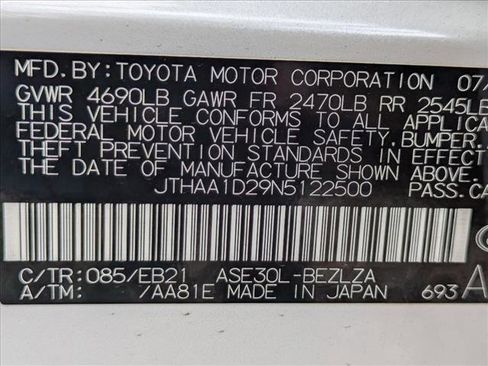 MFD. BY: TOYOTA MOTOR CORPORATION 07/
GVWR 4690LB GAWR FR 2470LB RR 2545LB
THIS VEHICLE CONFORMS TO ALL APPLICA
FEDERAL MOTOR VEHICLE SAFETY, BUMPER,
THEFT PREVENTION STANDARDS IN EFFECT
THE DATE OF MANUFACTURE SHOWN ABOVE.
JTHAA1D29N5122500 PASS.CA
C/TR: 085/EB21 ASE30L-BEZLZA
A/TM: /AA81E MADE IN JAPAN 693 A